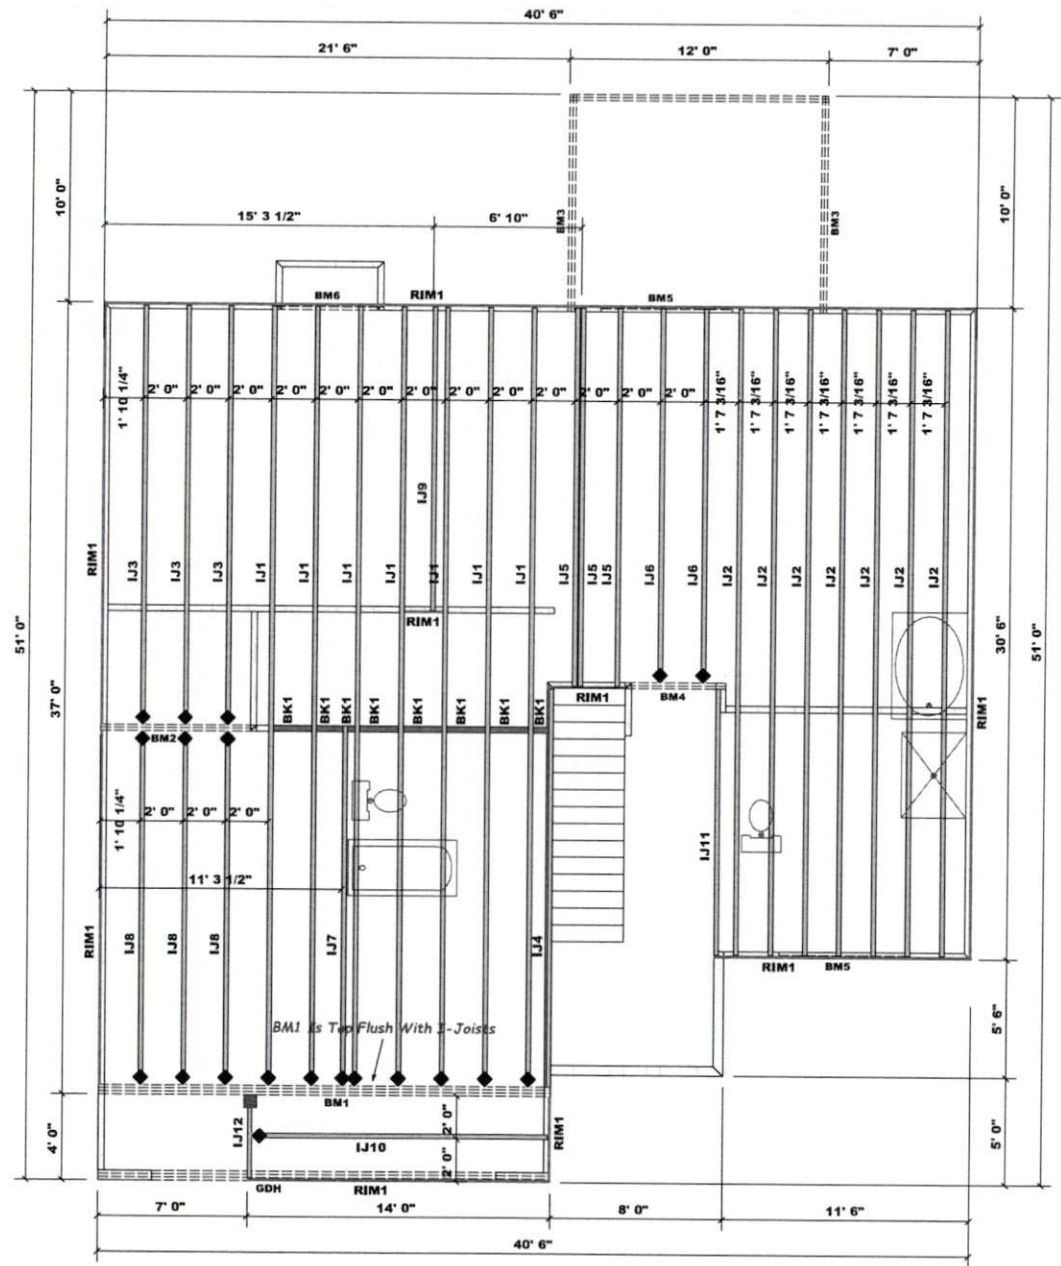 40' 6"
21' 6" 12' 0" 7' 0"
10' 0"
10' 0"
15' 3 1/2" 6' 10"
BM3
BM3
BM6 RIM1 BM5
1' 10 1/4"
2' 0" 2' 0" 2' 0" 2' 0" 2' 0" 2' 0" 2' 0" 2' 0" 2' 0" 2' 0" 2' 0" 2' 0" 2' 0"
1' 7 3/16" 1' 7 3/16" 1' 7 3/16" 1' 7 3/16" 1' 7 3/16" 1' 7 3/16" 1' 7 3/16"
IJ9
RIM1
IJ3 IJ3 IJ3 IJ1 IJ1 IJ1 IJ1 IJ1 IJ1 IJ1 IJ5 IJ5 IJ5 IJ6 IJ6 IJ2 IJ2 IJ2 IJ2 IJ2 IJ2 IJ2
RIM1
51' 0"
37' 0"
30' 6"
51' 0"
RIM1 BM4
RIM1
BK1 BK1 BK1 BK1 BK1 BK1 BK1 BK1
BM2
1' 10 1/4"
2' 0" 2' 0" 2' 0"
IJ11
11' 3 1/2"
RIM1
IJ8 IJ8 IJ8 IJ7 IJ4
RIM1 BM5
BM1 Is Top Flush With I-Joists
5' 6"
BM1
4' 0"
IJ12
IJ10
2' 0"
2' 0"
RIM1
5' 0"
GDH RIM1
7' 0" 14' 0" 8' 0" 11' 6"
40' 6"